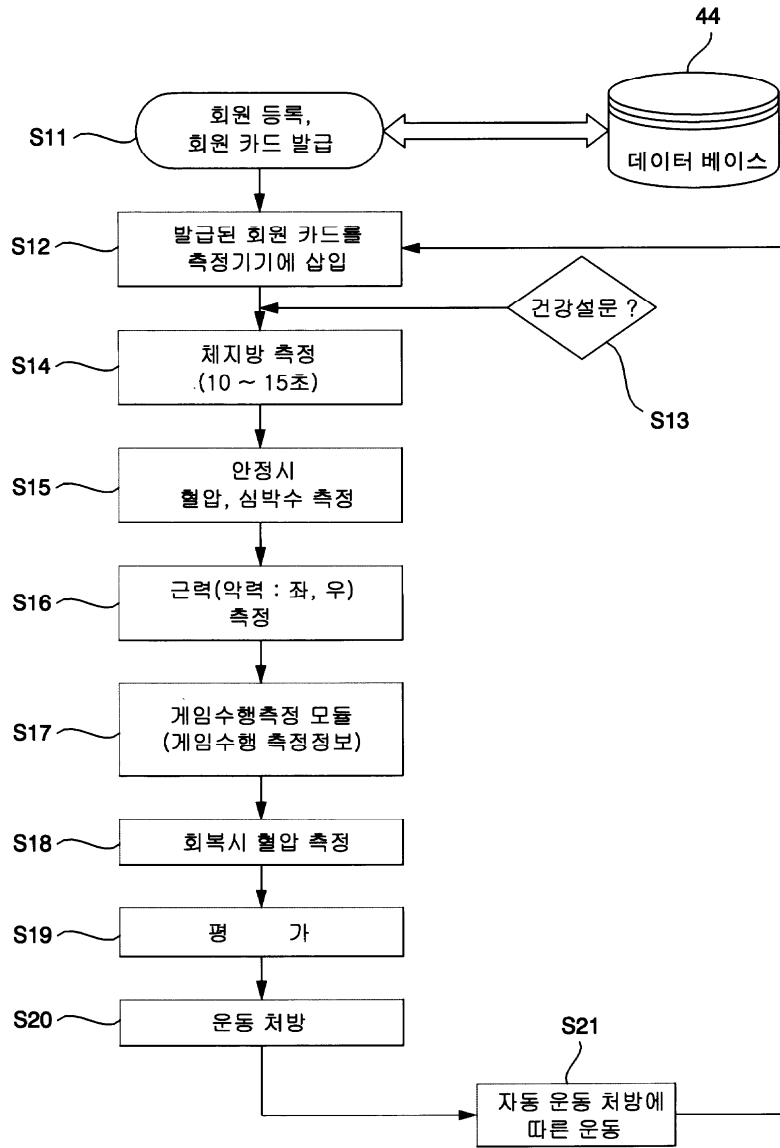 44
S11
회원 등록,
회원 카드 발급
데이터 베이스
S12
발급된 회원 카드를
측정기기에 삽입
건강설문 ?
S13
S14
체지방 측정
(10 ~ 15초)
S15
안정시
혈압, 심박수 측정
S16
근력(악력 : 좌, 우)
측정
S17
게임수행측정 모듈
(게임수행 측정정보)
S18
회복시 혈압 측정
S19
평 가
S20
운동 처방
S21
자동 운동 처방에
따른 운동